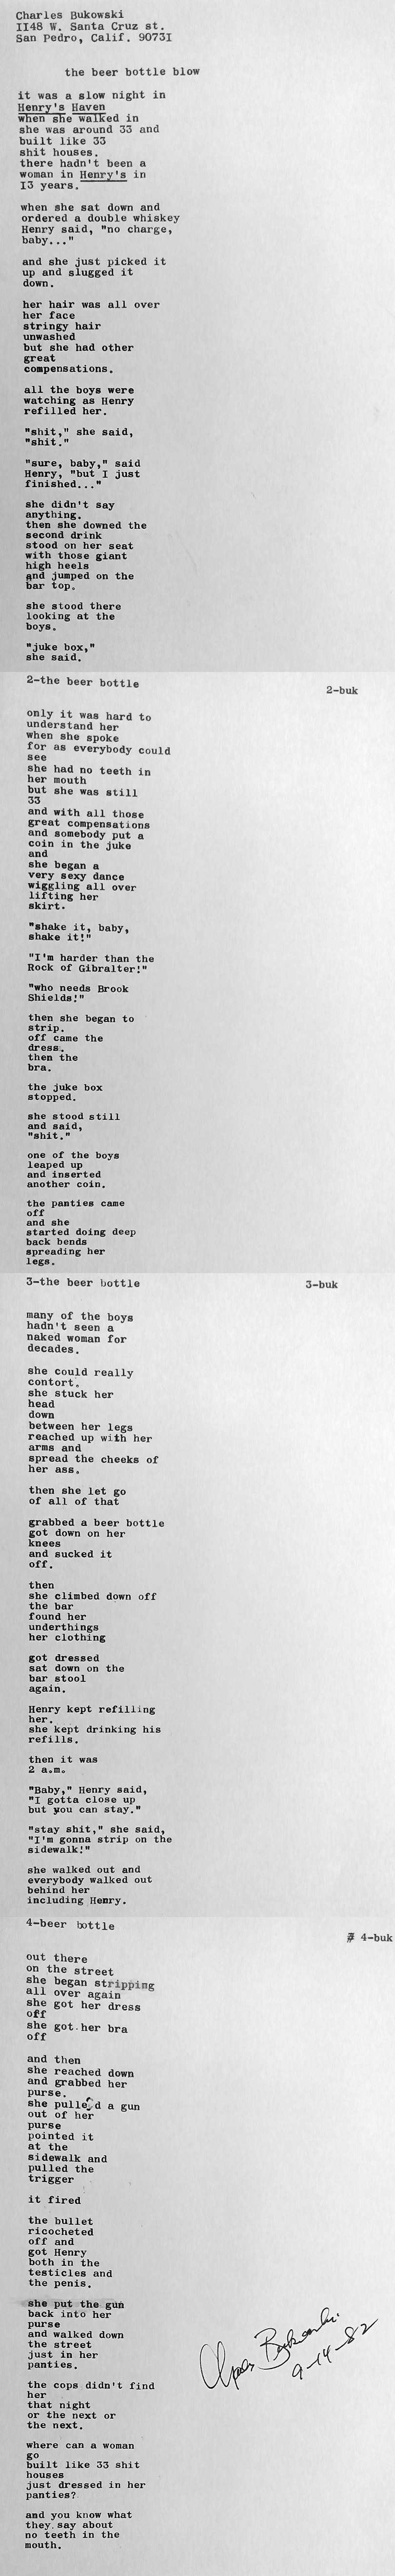 Charles Bukowski
II48 W. Santa Cruz st.
San Pedro, Calif. 9073I
the beer bottle blow
it was a slow night in
Henry's Haven
when she walked in
she was around 33 and
built like 33
shit houses.
there hadn't been a
woman in Henry's in
I3 years.
when she sat down and
ordered a double whiskey
Henry said, "no charge,
baby..."
and she just picked it
up and slugged it
down.
her hair was all over
her face
stringy hair
unwashed
but she had other
great
compensations.
all the boys were
watching as Henry
refilled her.
"shit," she said,
"shit."
"sure, baby," said
Henry, "but I just
finished..."
she didn't say
anything.
then she downed the
second drink
stood on her seat
with those giant
high heels
and jumped on the
bar top.
she stood there
looking at the
boys.
"juke box,"
she said.
2-the beer bottle
2-buk
only it was hard to
understand her
when she spoke
for as everybody could
see
she had no teeth in
her mouth
but she was still
33
and with all those
great compensations
and somebody put a
coin in the juke
and
she began a
very sexy dance
wiggling all over
lifting her
skirt.
"shake it, baby,
shake it!"
"I'm harder than the
Rock of Gibralter!"
"who needs Brook
Shields!"
then she began to
strip.
off came the
dress.
then the
bra.
the juke box
stopped.
she stood still
and said,
"shit."
one of the boys
leaped up
and inserted
another coin.
the panties came
off
and she
started doing deep
back bends
spreading her
legs.
3-the beer bottle
3-buk
many of the boys
hadn't seen a
naked woman for
decades.
she could really
contort.
she stuck her
head
down
between her legs
reached up with her
arms and
spread the cheeks of
her ass.
then she let go
of all of that
grabbed a beer bottle
got down on her
knees
and sucked it
off.
then
she climbed down off
the bar
found her
underthings
her clothing
got dressed
sat down on the
bar stool
again.
Henry kept refilling
her.
she kept drinking his
refills.
then it was
2 a.m.
"Baby," Henry said,
"I gotta close up
but you can stay."
"stay shit," she said,
"I'm gonna strip on the
sidewalk!"
she walked out and
everybody walked out
behind her
including Henry.
4-beer bottle
# 4-buk
out there
on the street
she began stripping
all over again
she got her dress
off
she got her bra
off
and then
she reached down
and grabbed her
purse.
she pulled a gun
out of her
purse
pointed it
at the
sidewalk and
pulled the
trigger
it fired
the bullet
ricocheted
off and
got Henry
both in the
testicles and
the penis.
she put the gun
back into her
purse
and walked down
the street
just in her
panties.
Charles Bukowski
9-14-82
the cops didn't find
her
that night
or the next or
the next.
where can a woman
go
built like 33 shit
houses
just dressed in her
panties?
and you know what
they say about
no teeth in the
mouth.